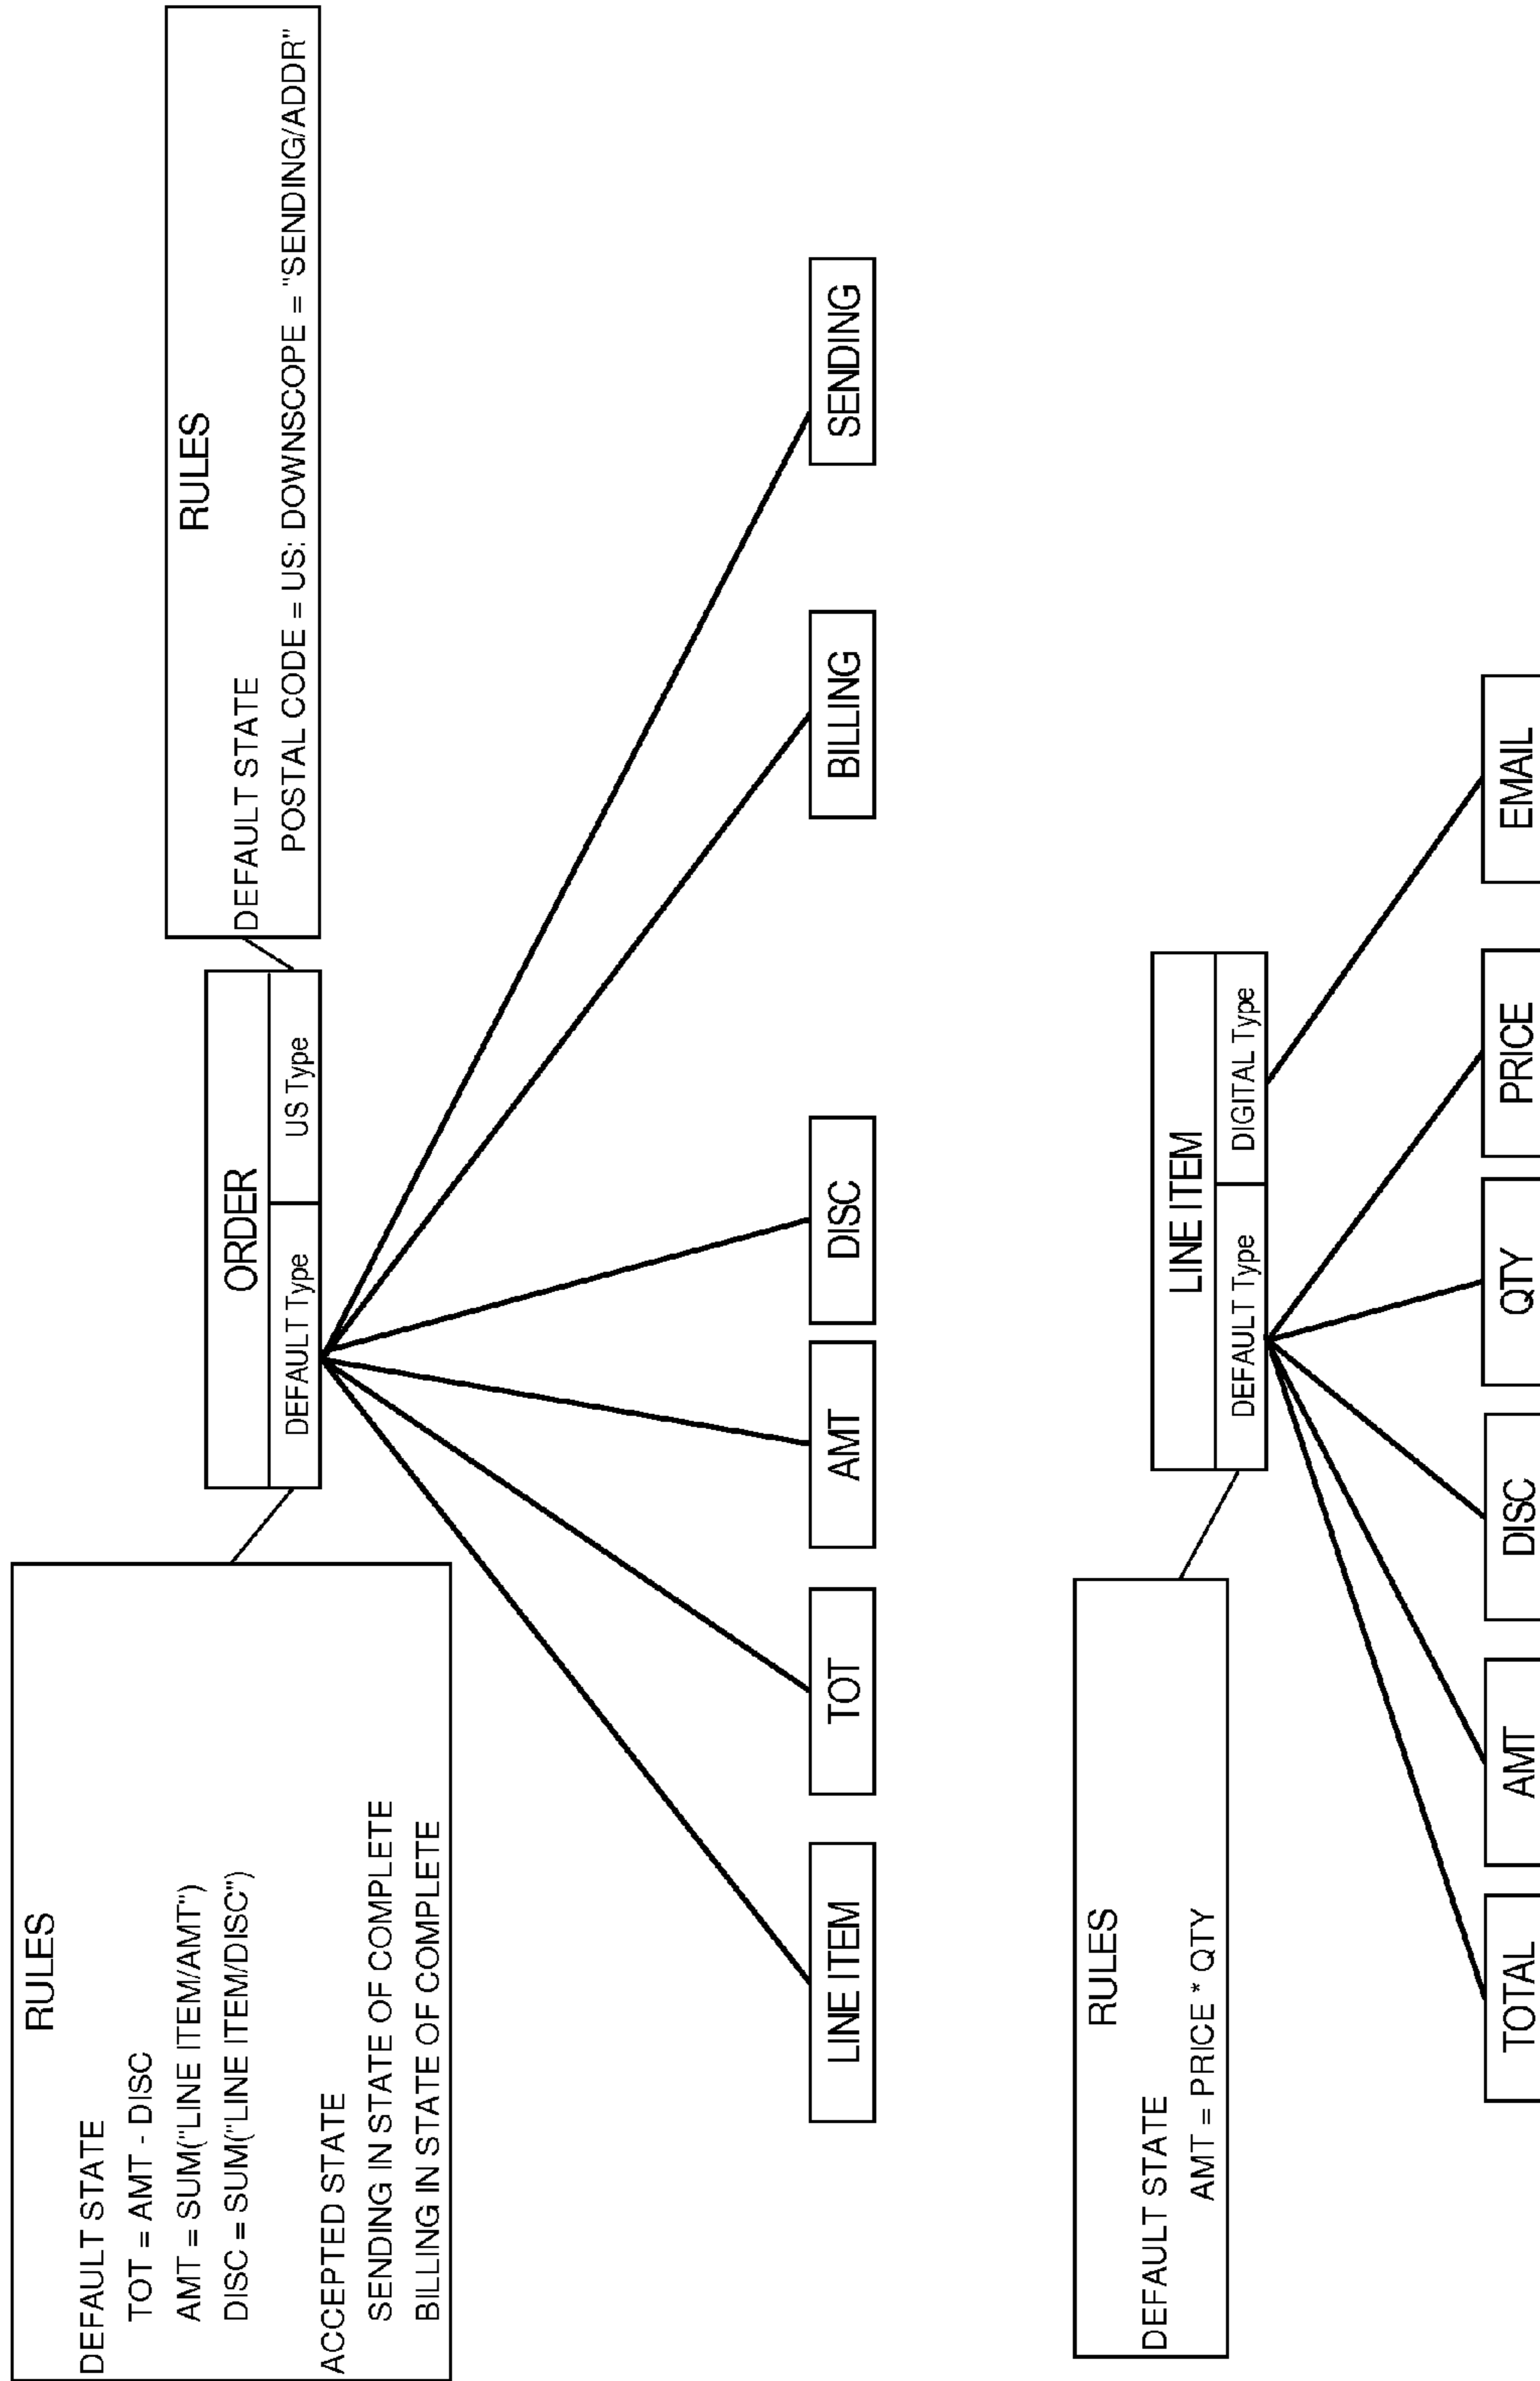 RULES
DEFAULT STATE
TOT = AMT - DISC
AMT = SUM("LINE ITEM/AMT")
DISC = SUM("LINE ITEM/DISC")
ACCEPTED STATE
SENDING IN STATE OF COMPLETE
BILLING IN STATE OF COMPLETE
ORDER
DEFAULT Type
US Type
RULES
DEFAULT STATE
POSTAL CODE = US: DOWNSCOPE = "SENDING/ADDR"
LINE ITEM
TOT
AMT
DISC
BILLING
SENDING
RULES
DEFAULT STATE
AMT = PRICE * QTY
LINE ITEM
DEFAULT Type
DIGITAL Type
TOTAL
AMT
DISC
QTY
PRICE
EMAIL